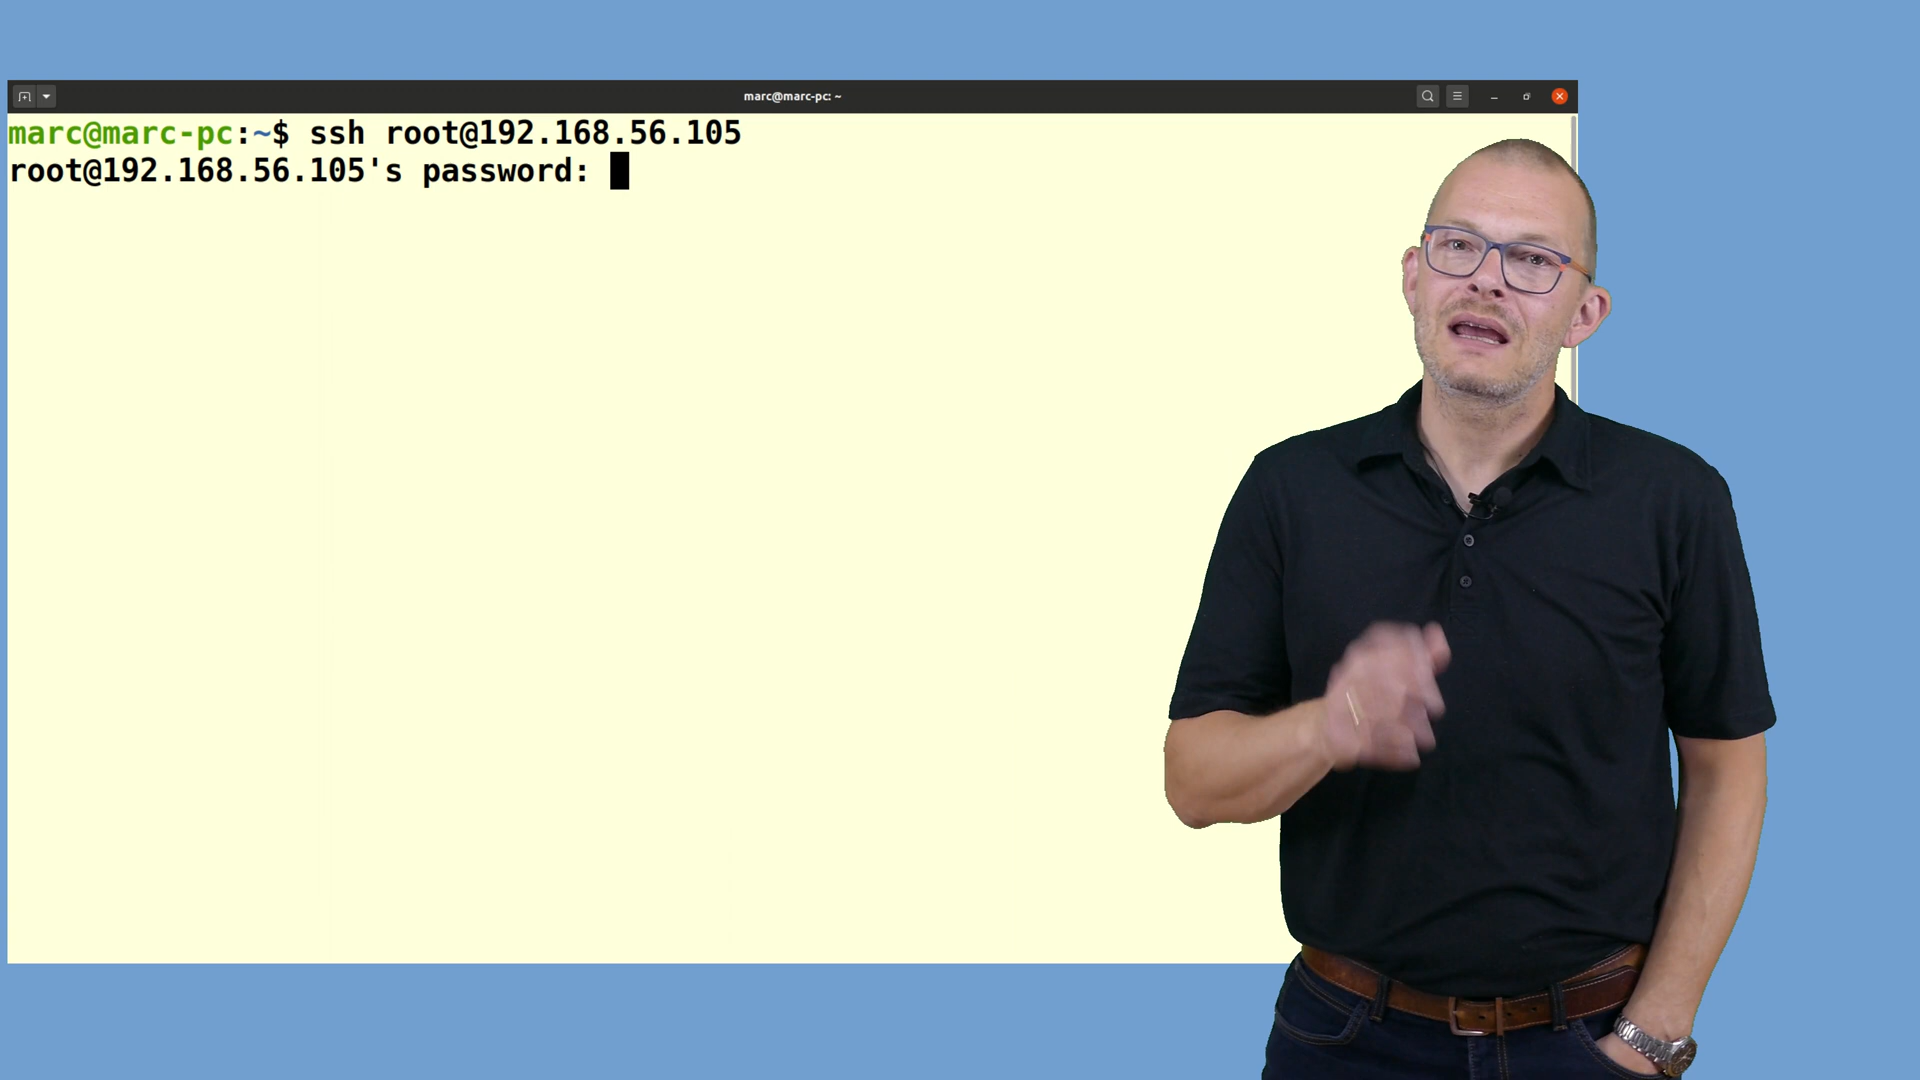 marc@marc-pc: ~
marc@marc-pc:~$ ssh root@192.168.56.105
root@192.168.56.105's password: